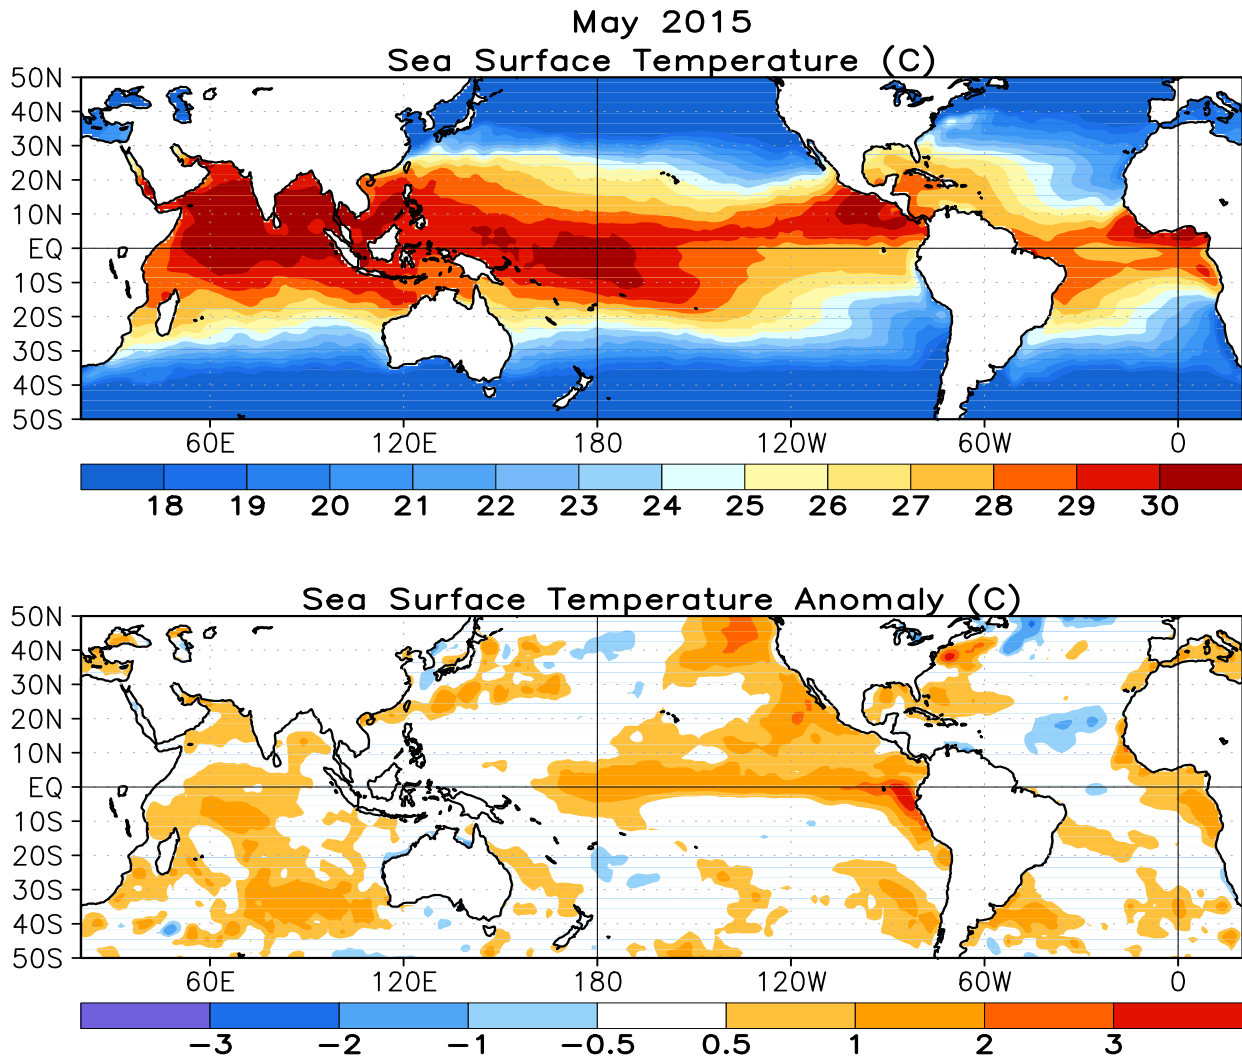 May 2015
Sea Surface Temperature (C)
50N
40N
30N
20N
10N
EQ
10S
20S
30S
40S
50S
60E 120E 180 120W 60W 0
18 19 20 21 22 23 24 25 26 27 28 29 30
Sea Surface Temperature Anomaly (C)
50N
40N
30N
20N
10N
EQ
10S
20S
30S
40S
50S
60E 120E 180 120W 60W 0
−3 −2 −1 −0.5 0.5 1 2 3